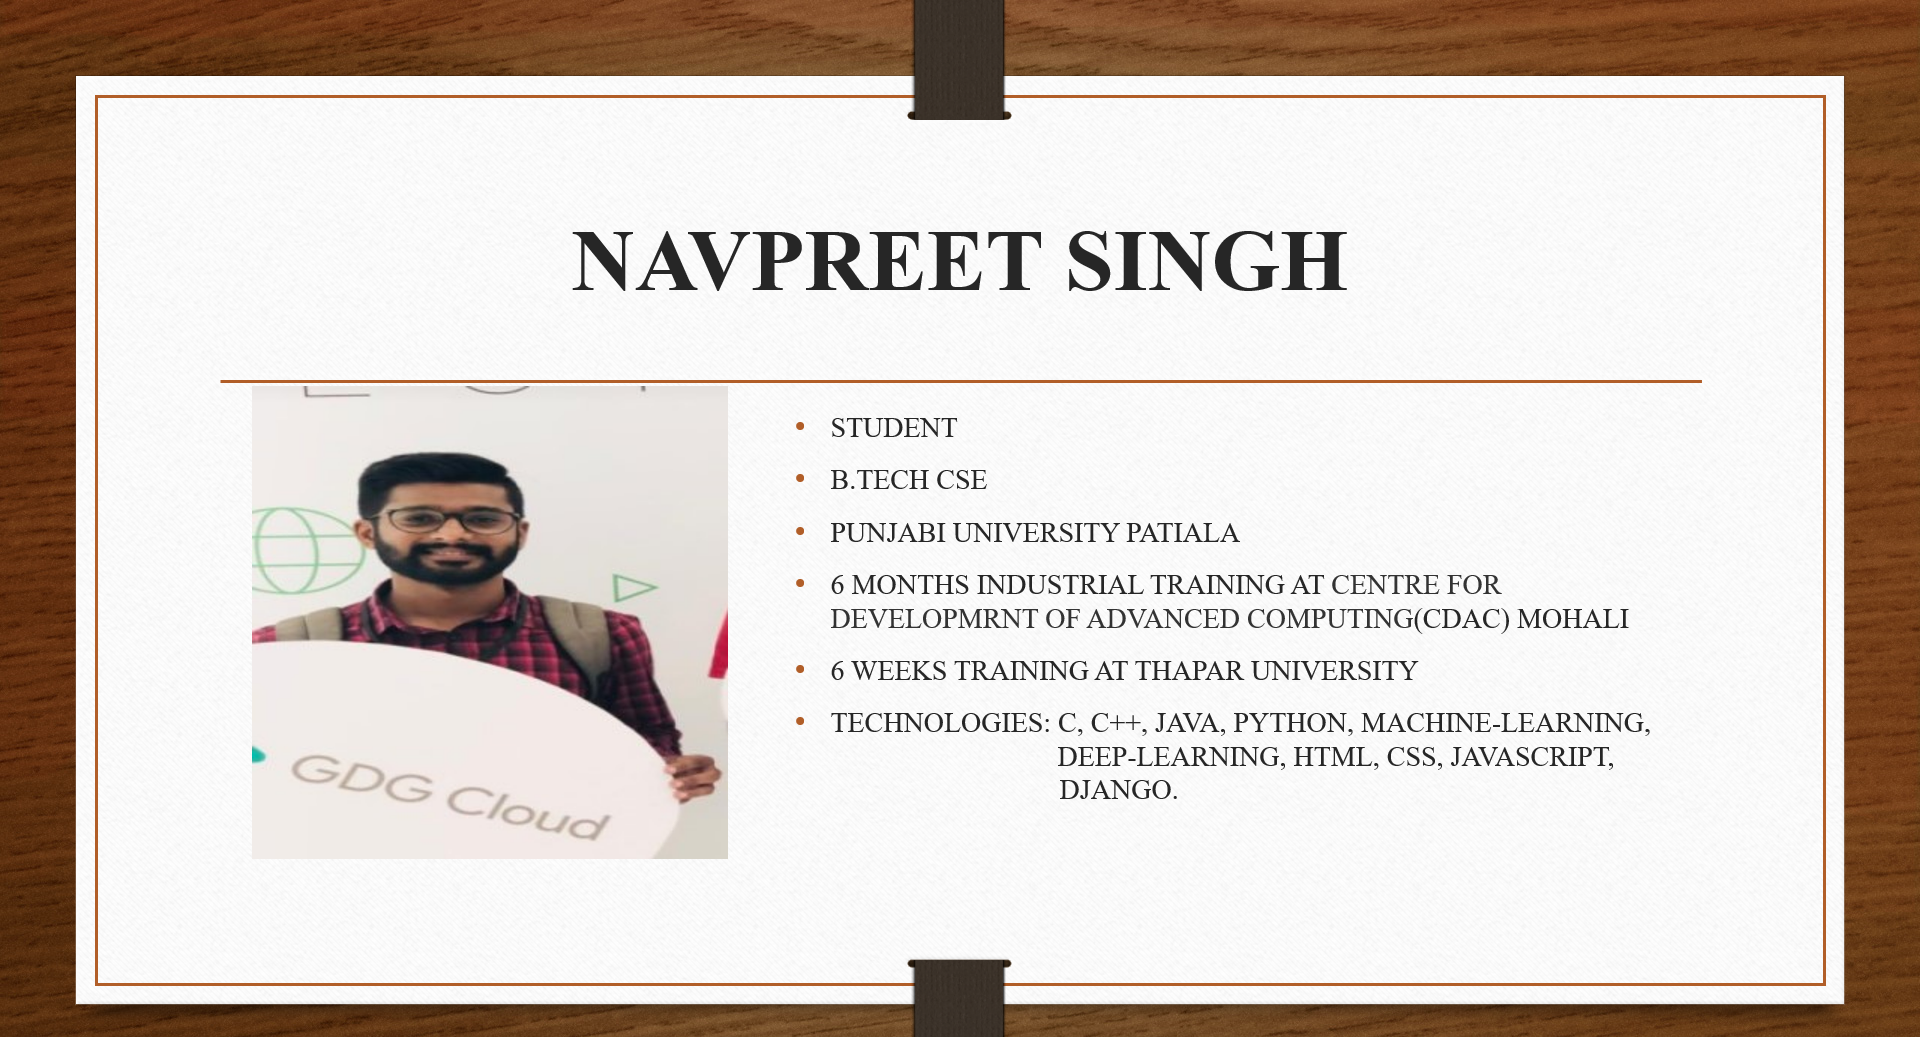 NAVPREET SINGH
• STUDENT
• B.TECH CSE
• PUNJABI UNIVERSITY PATIALA
• 6 MONTHS INDUSTRIAL TRAINING AT CENTRE FOR
DEVELOPMRNT OF ADVANCED COMPUTING(CDAC) MOHALI
• 6 WEEKS TRAINING AT THAPAR UNIVERSITY
• TECHNOLOGIES: C, C++, JAVA, PYTHON, MACHINE-LEARNING,
DEEP-LEARNING, HTML, CSS, JAVASCRIPT,
DJANGO.
GDG Cloud